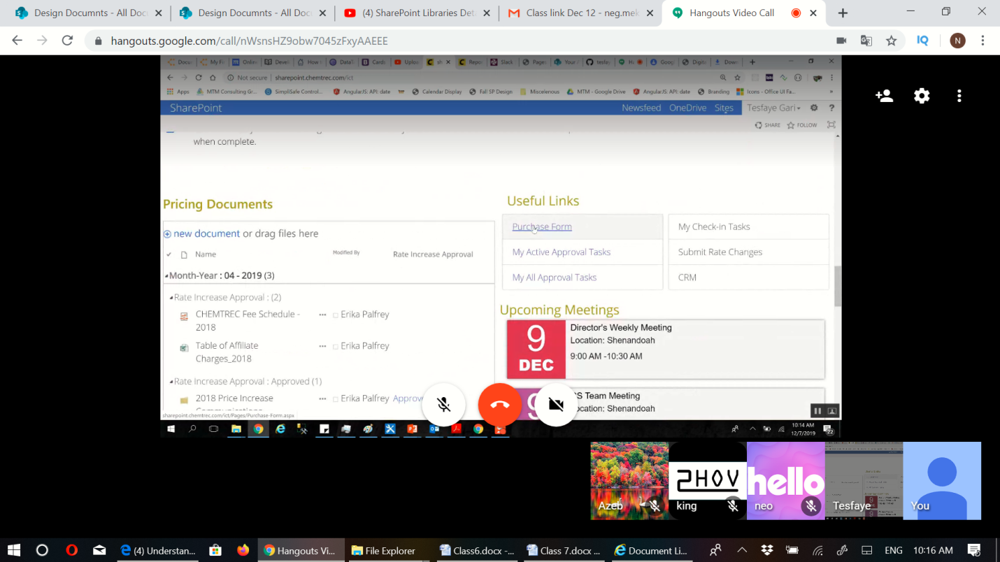 Design Documnts - All Doc
Design Documnts - All Doc
(4) SharePoint Libraries Det
Class link Dec 12 - neg.mek
Hangouts Video Call
hangouts.google.com/call/nWsnsHZ9obw7045zFxyAAEEE
IQ
N
Docu
My Fi
Onlin
Devel
How
DataT
Cards
Uploa
sh
Repo
Slack
Page
Your
tesfay
Ha
Goog
Digita
Down
Not secure
sharepoint.chemtrec.com/ict
Apps
MTM Consulting Gr...
SimpliSafe Control...
AngularJS: API: date
Calendar Display
Fall SP Design
Miscelenous
MTM - Google Drive
AngularJS: API: date
Branding
Icons - Office UI Fa...
»
SharePoint
Newsfeed
OneDrive
Sites
Tesfaye Gari
?
SHARE
FOLLOW
when complete.
Pricing Documents
new document or drag files here
Name
Modified By
Rate Increase Approval
Month-Year : 04 - 2019 (3)
Rate Increase Approval : (2)
CHEMTREC Fee Schedule -
2018
... Erika Palfrey
Table of Affiliate
Charges_2018
... Erika Palfrey
Rate Increase Approval : Approved (1)
2018 Price Increase
... Erika Palfrey Approv
Communications
sharepoint.chemtrec.com/ict/Pages/Purchase-Form.aspx
Useful Links
Purchase Form
My Check-in Tasks
My Active Approval Tasks
Submit Rate Changes
My All Approval Tasks
CRM
Upcoming Meetings
9
DEC
Director's Weekly Meeting
Location: Shenandoah
9:00 AM -10:30 AM
9
S Team Meeting
ocation: Shenandoah
10:14 AM
12/7/2019
22
Azeb
king
hello
neo
Tesfaye
You
(4) Understan...
Hangouts Vi...
File Explorer
Class6.docx -...
Class 7.docx ...
Document Li...
ENG
10:16 AM